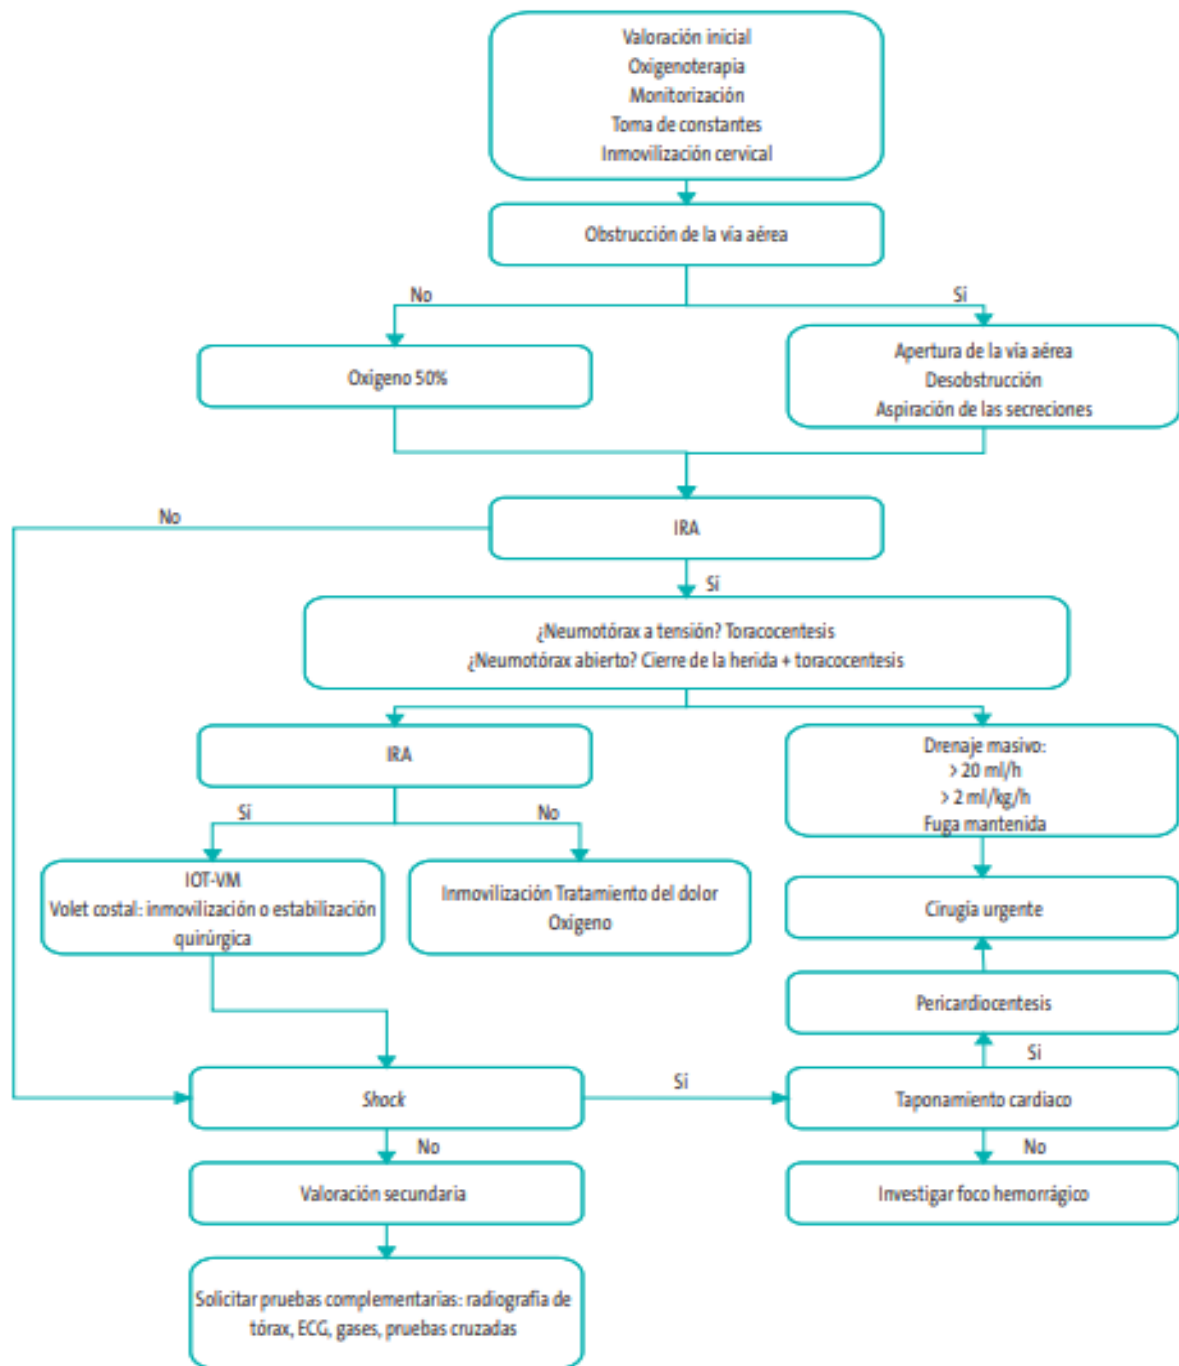 Valoración inicial
Oxigenoterapia
Monitorización
Toma de constantes
Inmovilización cervical
Obstrucción de la vía aérea
No
Sí
Oxígeno 50%
Apertura de la vía aérea
Desobstrucción
Aspiración de las secreciones
No
IRA
Sí
¿Neumotórax a tensión? Toracocentesis
¿Neumotórax abierto? Cierre de la herida + toracocentesis
IRA
Drenaje masivo:
> 20 ml/h
> 2 ml/kg/h
Fuga mantenida
Sí
No
IOT-VM
Volet costal: inmovilización o estabilización
quirúrgica
Inmovilización Tratamiento del dolor
Oxígeno
Cirugía urgente
Pericardiocentesis
Sí
Shock
Sí
Taponamiento cardiaco
No
No
Valoración secundaria
Investigar foco hemorrágico
Solicitar pruebas complementarias: radiografía de
tórax, ECG, gases, pruebas cruzadas